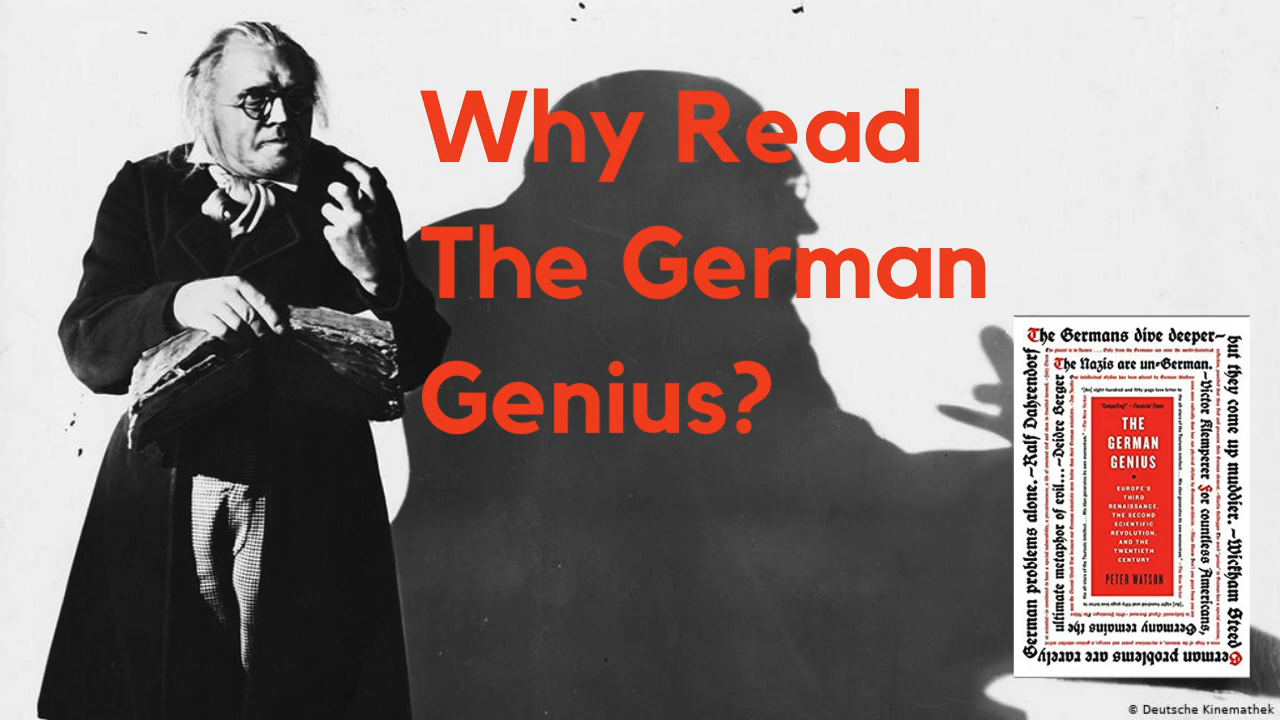 Why Read
The German
Genius?
The Germans dive deeper—
but they come up muddier. —Wickham Steed
German problems are rarely
German problems alone. —Ralf Dahrendorf
The Nazis are un-German.
—Victor Klemperer For countless Americans,
Germany remains the
ultimate metaphor of evil... —Deidre Berger
"Compelling." —Financial Times
THE
GERMAN
GENIUS
EUROPE'S
THIRD
RENAISSANCE,
THE SECOND
SCIENTIFIC
REVOLUTION,
AND THE
TWENTIETH
CENTURY
PETER WATSON
© Deutsche Kinemathek